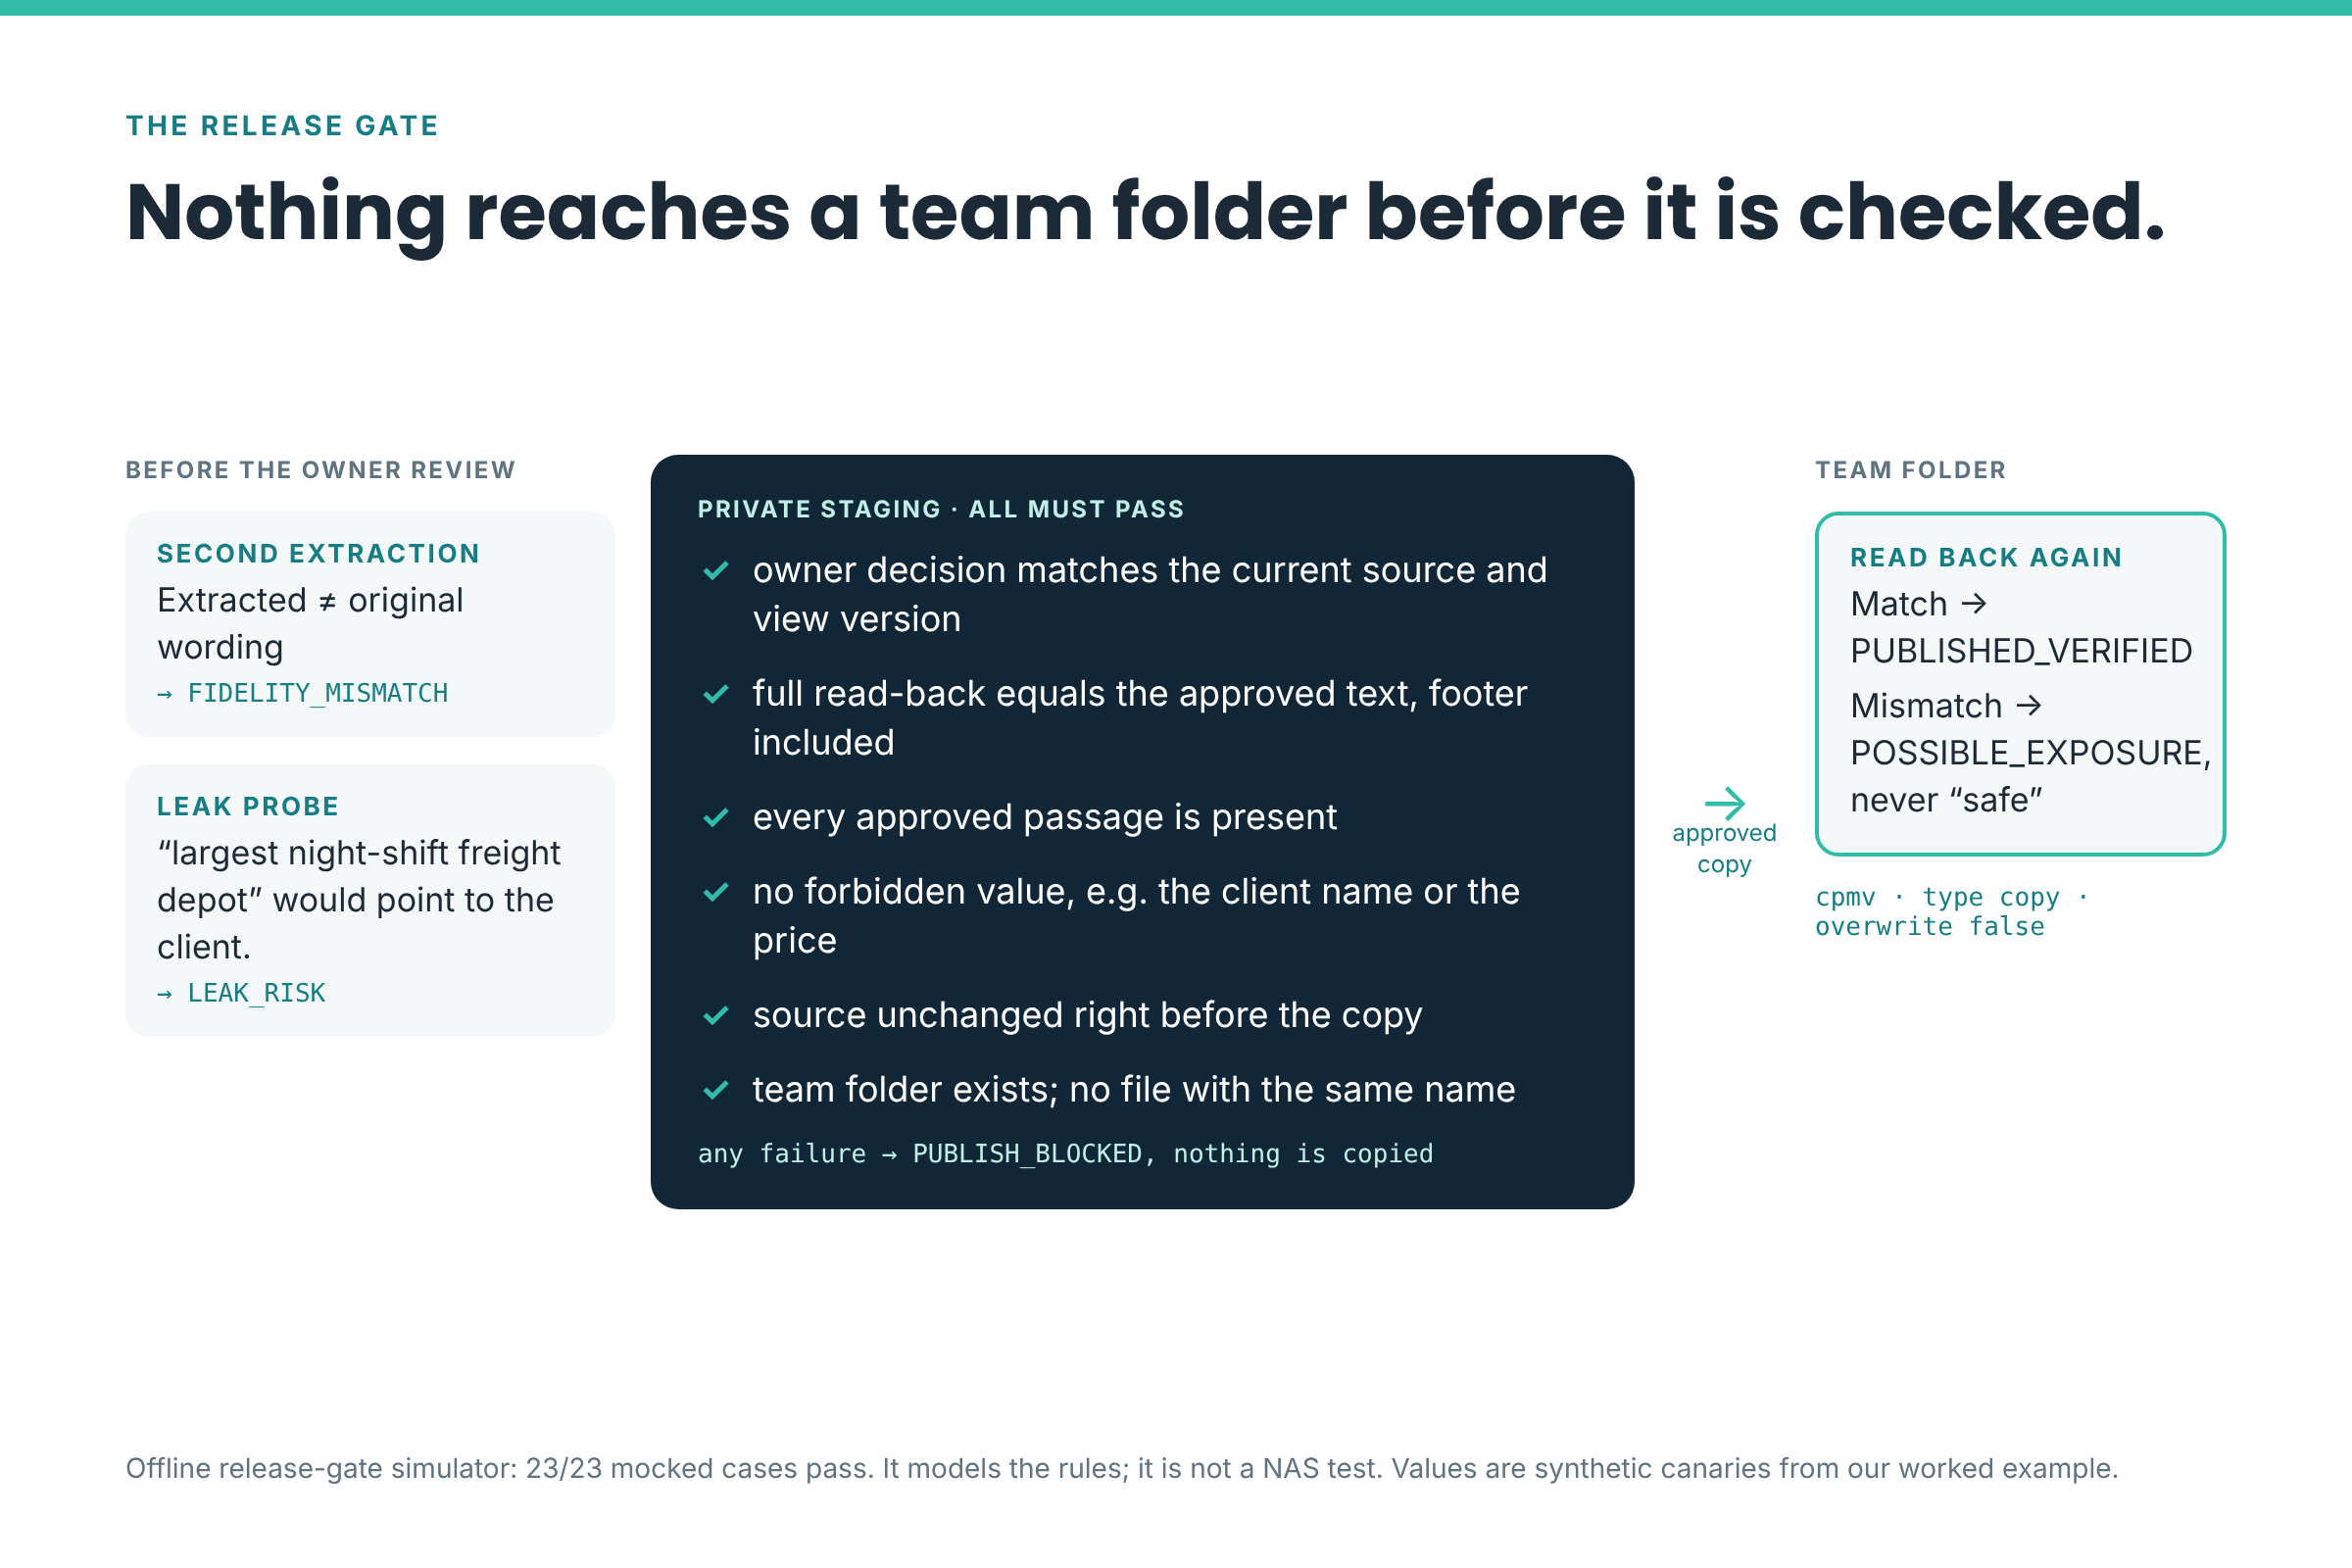 THE RELEASE GATE
Nothing reaches a team folder before it is checked.
BEFORE THE OWNER REVIEW
SECOND EXTRACTION
Extracted ≠ original
wording
→ FIDELITY_MISMATCH
LEAK PROBE
“largest night-shift freight
depot” would point to the
client.
→ LEAK_RISK
PRIVATE STAGING · ALL MUST PASS
✓ owner decision matches the current source and
view version
✓ full read-back equals the approved text, footer
included
✓ every approved passage is present
✓ no forbidden value, e.g. the client name or the
price
✓ source unchanged right before the copy
✓ team folder exists; no file with the same name
any failure → PUBLISH_BLOCKED, nothing is copied
→
approved
copy
TEAM FOLDER
READ BACK AGAIN
Match →
PUBLISHED_VERIFIED
Mismatch →
POSSIBLE_EXPOSURE,
never “safe”
cpmv · type copy ·
overwrite false
Offline release-gate simulator: 23/23 mocked cases pass. It models the rules; it is not a NAS test. Values are synthetic canaries from our worked example.